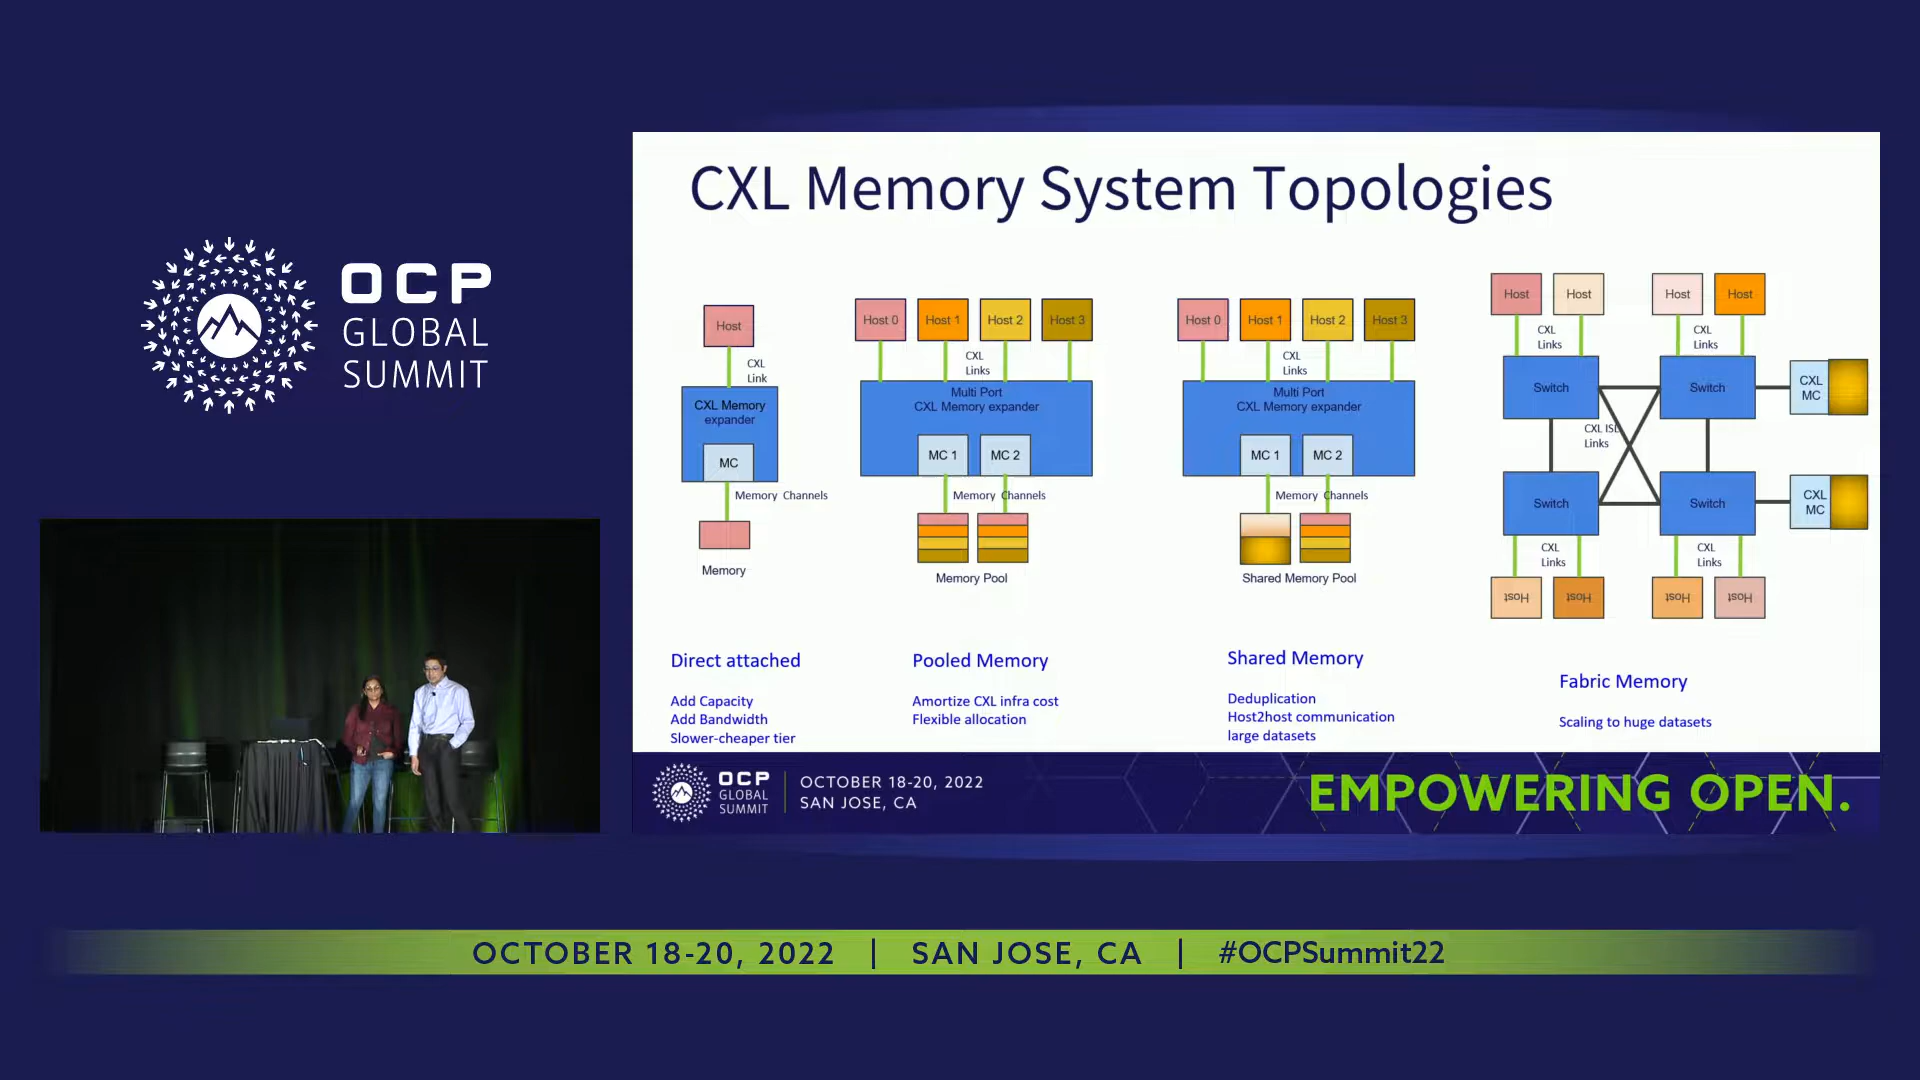 OCP
GLOBAL
SUMMIT
CXL Memory System Topologies
Host
CXL
Link
CXL Memory
expander
MC
Memory Channels
Memory
Direct attached
Add Capacity
Add Bandwidth
Slower-cheaper tier
Host 0
Host 1
Host 2
Host 3
CXL
Links
Multi Port
CXL Memory expander
MC 1
MC 2
Memory Channels
Memory Pool
Pooled Memory
Amortize CXL infra cost
Flexible allocation
Host 0
Host 1
Host 2
Host 3
CXL
Links
Multi Port
CXL Memory expander
MC 1
MC 2
Memory Channels
Shared Memory Pool
Shared Memory
Deduplication
Host2host communication
large datasets
Host
Host
Host
Host
CXL
Links
CXL
Links
Switch
Switch
CXL
MC
CXL ISL
Links
Switch
Switch
CXL
MC
CXL
Links
CXL
Links
Host
Host
Host
Host
Fabric Memory
Scaling to huge datasets
OCP
GLOBAL
SUMMIT
OCTOBER 18-20, 2022
SAN JOSE, CA
EMPOWERING OPEN.
OCTOBER 18-20, 2022 | SAN JOSE, CA | #OCPSummit22